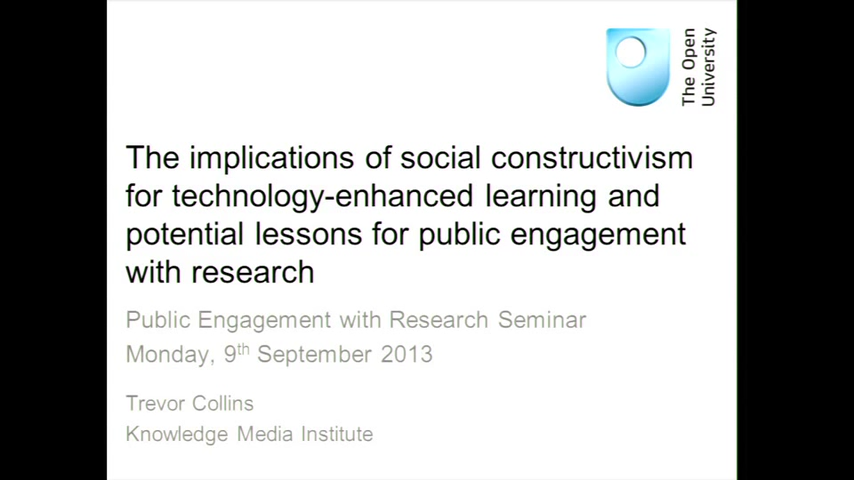 The Open
University
The implications of social constructivism
for technology-enhanced learning and
potential lessons for public engagement
with research
Public Engagement with Research Seminar
Monday, 9th September 2013
Trevor Collins
Knowledge Media Institute